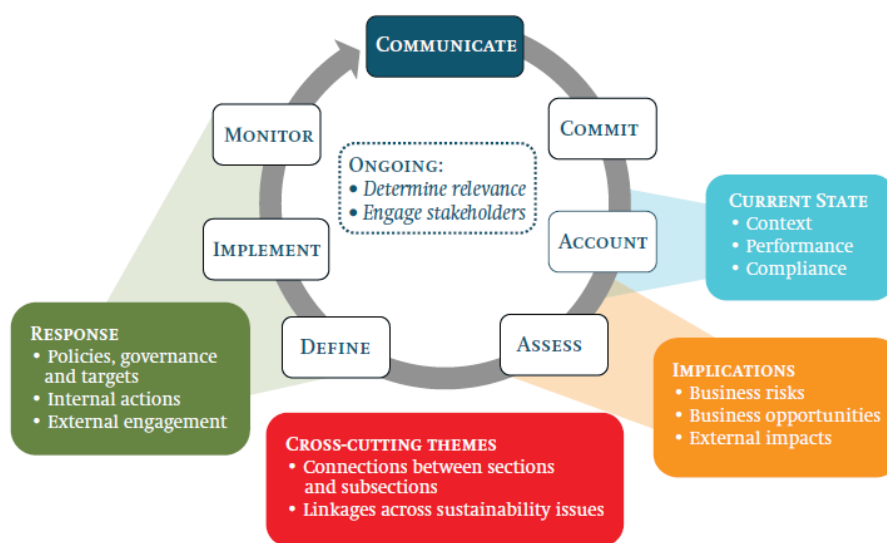 COMMUNICATE
COMMIT
ACCOUNT
ASSESS
DEFINE
IMPLEMENT
MONITOR
ONGOING:
• Determine relevance
• Engage stakeholders
CURRENT STATE
• Context
• Performance
• Compliance
IMPLICATIONS
• Business risks
• Business opportunities
• External impacts
CROSS-CUTTING THEMES
• Connections between sections
and subsections
• Linkages across sustainability issues
RESPONSE
• Policies, governance
and targets
• Internal actions
• External engagement